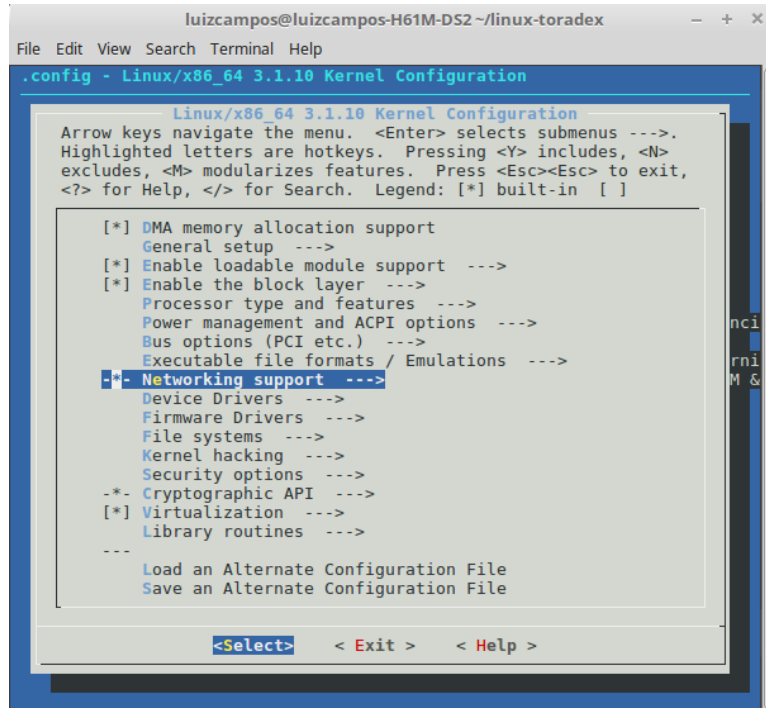 luizcampos@luizcampos-H61M-DS2 ~/linux-toradex
File Edit View Search Terminal Help
.config - Linux/x86_64 3.1.10 Kernel Configuration
Linux/x86_64 3.1.10 Kernel Configuration
Arrow keys navigate the menu. <Enter> selects submenus --->.
Highlighted letters are hotkeys. Pressing <Y> includes, <N>
excludes, <M> modularizes features. Press <Esc><Esc> to exit,
<?> for Help, </> for Search. Legend: [*] built-in [ ]
[*] DMA memory allocation support
General setup --->
[*] Enable loadable module support --->
[*] Enable the block layer --->
Processor type and features --->
Power management and ACPI options --->
nci
Bus options (PCI etc.) --->
Executable file formats / Emulations --->
rni
-*- Networking support --->
M &
Device Drivers --->
Firmware Drivers --->
File systems --->
Kernel hacking --->
Security options --->
-*- Cryptographic API --->
[*] Virtualization --->
Library routines --->
---
Load an Alternate Configuration File
Save an Alternate Configuration File
<Select> < Exit > < Help >